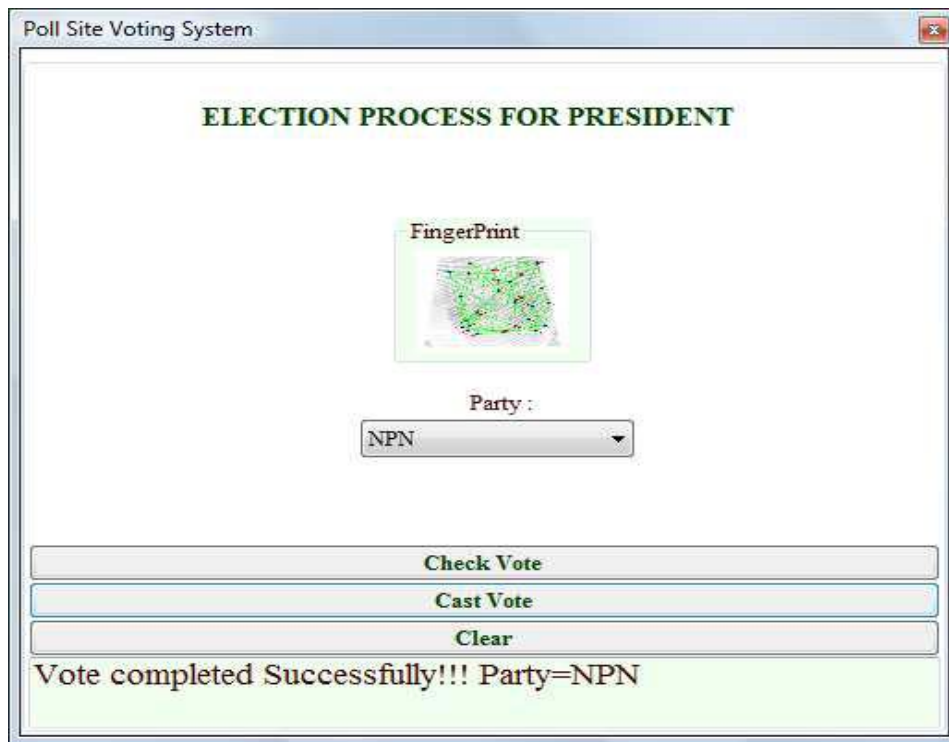 Poll Site Voting System
ELECTION PROCESS FOR PRESIDENT
FingerPrint
Party :
NPN
Check Vote
Cast Vote
Clear
Vote completed Successfully!!! Party=NPN